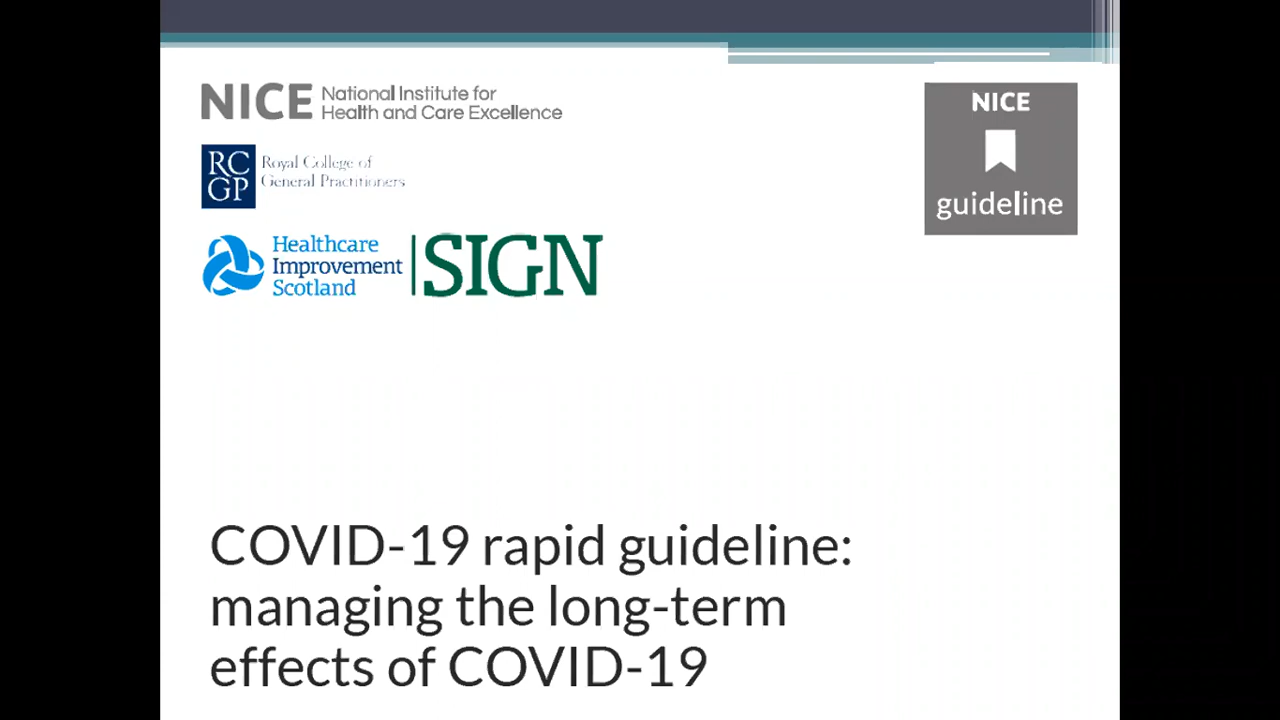 NICE National Institute for
Health and Care Excellence
RC
GP
Royal College of
General Practitioners
Healthcare
Improvement
Scotland
SIGN
NICE
guideline
COVID-19 rapid guideline:
managing the long-term
effects of COVID-19